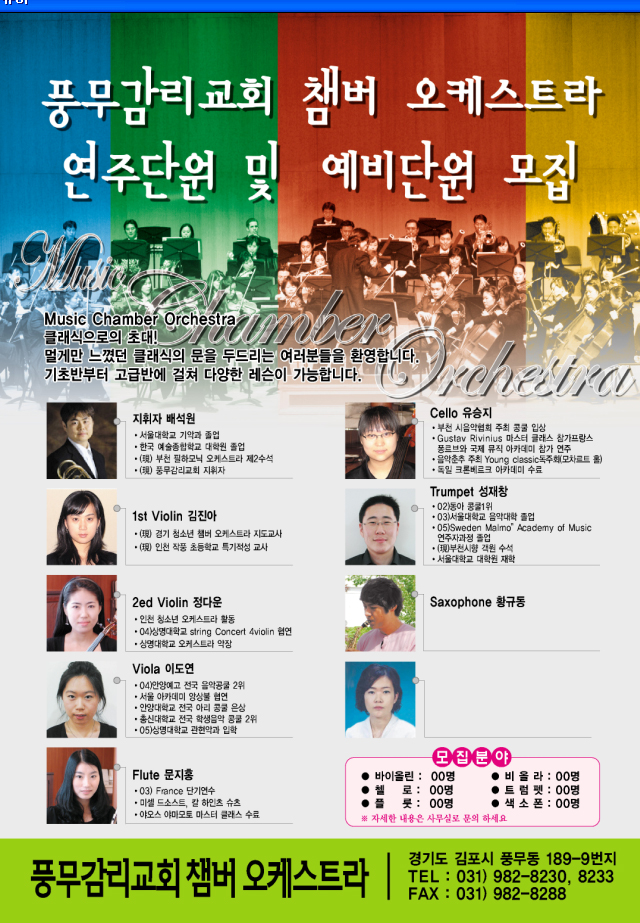 풍무감리교회 챔버 오케스트라
연주단원 및 예비단원 모집
Music
Chamber
Orchestra
Music Chamber Orchestra
클래식으로의 초대!
멀게만 느꼈던 클래식의 문을 두드리는 여러분들을 환영합니다.
기초반부터 고급반에 걸쳐 다양한 레슨이 가능합니다.
지휘자 배석원
• 서울대학교 기악과 졸업
• 한국 예술종합학교 대학원 졸업
• (現) 부천 필하모닉 오케스트라 제2수석
• (現) 풍무감리교회 지휘자
1st Violin 김진아
• (現) 경기 청소년 챔버 오케스트라 지도교사
• (現) 인천 작동 초등학교 특기적성 교사
2ed Violin 정다운
• 인천 청소년 오케스트라 활동
• 04)상명대학교 string Concert 4violin 협연
• 상명대학교 오케스트라 악장
Viola 이도연
• 04)안양예고 전국 음악콩쿨 2위
• 서울 아카데미 앙상블 협연
• 안양대학교 전국 아리 콩쿨 은상
• 총신대학교 전국 학생음악 콩쿨 2위
• 05)상명대학교 관현악과 입학
Flute 문지홍
• 03) France 단기연수
• 미셀 드소스트, 칼 하인츠 슈츠
• 야오스 야마모토 마스터 클래스 수료
Cello 유승지
• 부천 시음악협회 주최 콩쿨 입상
• Gustav Rivinius 마스터 클래스 참가프랑스
퐁르브와 국제 뮤직 아카데미 참가 연주
• 음악춘추 주최 Young classic독주회(모차르트 홀)
• 독일 크론베르크 아카데미 수료
Trumpet 성재창
• 02)동아 콩쿨1위
• 03)서울대학교 음악대학 졸업
• 05)Sweden Malmo" Academy of Music
연주자과정 졸업
• (現)부천시향 객원 수석
• 서울대학교 대학원 재학
Saxophone 황규동
모집분야
● 바이올린 : 00명
● 비 올 라 : 00명
● 첼 로 : 00명
● 트 럼 펫 : 00명
● 플 룻 : 00명
● 색 소 폰 : 00명
※ 자세한 내용은 사무실로 문의 하세요
풍무감리교회 챔버 오케스트라
경기도 김포시 풍무동 189-9번지
TEL : 031) 982-8230, 8233
FAX : 031) 982-8288